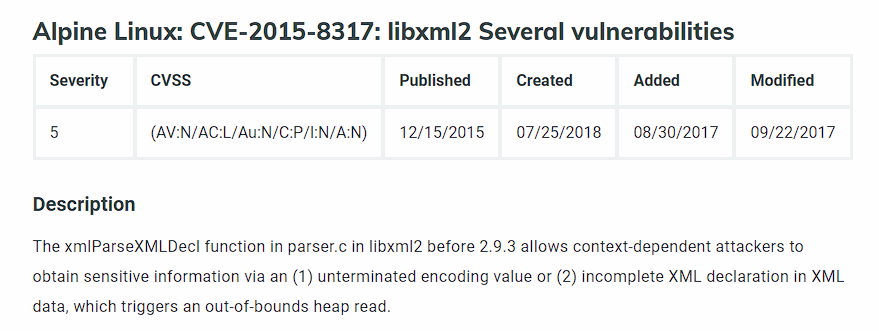 Alpine Linux: CVE-2015-8317: libxml2 Several vulnerabilities
Severity CVSS Published Created Added Modified
5 (AV:N/AC:L/Au:N/C:P/I:N/A:N) 12/15/2015 07/25/2018 08/30/2017 09/22/2017
Description
The xmlParseXMLDecl function in parser.c in libxml2 before 2.9.3 allows context-dependent attackers to
obtain sensitive information via an (1) unterminated encoding value or (2) incomplete XML declaration in XML
data, which triggers an out-of-bounds heap read.